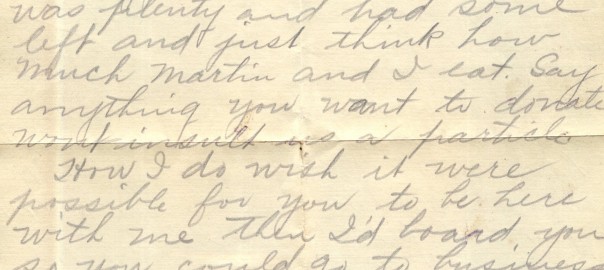 was plenty and had some
left and just think how
much Martin and I eat. Say
anything you want to donate
wont insult us a particle
How I do wish it were
possible for you to be here
with me then I'd board you
so you could go to business